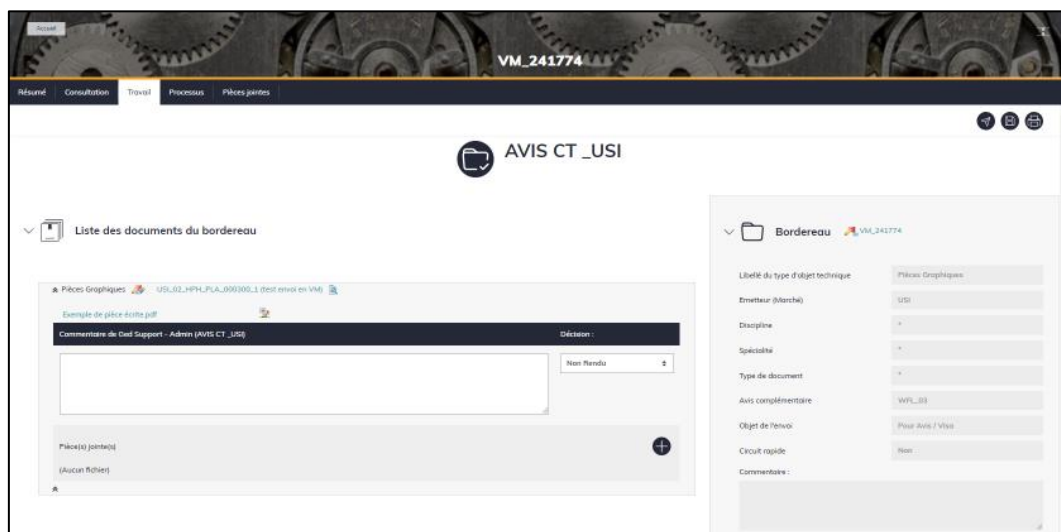 Accueil
VM_241774
Résumé Consultation Travail Processus Pièces jointes
AVIS CT _USI
Liste des documents du bordereau
Bordereau VM_241774
Pièces Graphiques USI_02_HPH_PLA_000300_1 (test envoi en VM)
Exemple de pièce écrite.pdf
Commentaire de Ged Support - Admin (AVIS CT _USI) Décision :
Non Rendu
Pièce(s) jointe(s)
(Aucun fichier)
Libellé du type d'objet technique Pièces Graphiques
Emetteur (Marché) USI
Discipline *
Spécialité *
Type de document *
Avis complémentaire WFL_03
Objet de l'envoi Pour Avis / Visa
Circuit rapide Non
Commentaire :